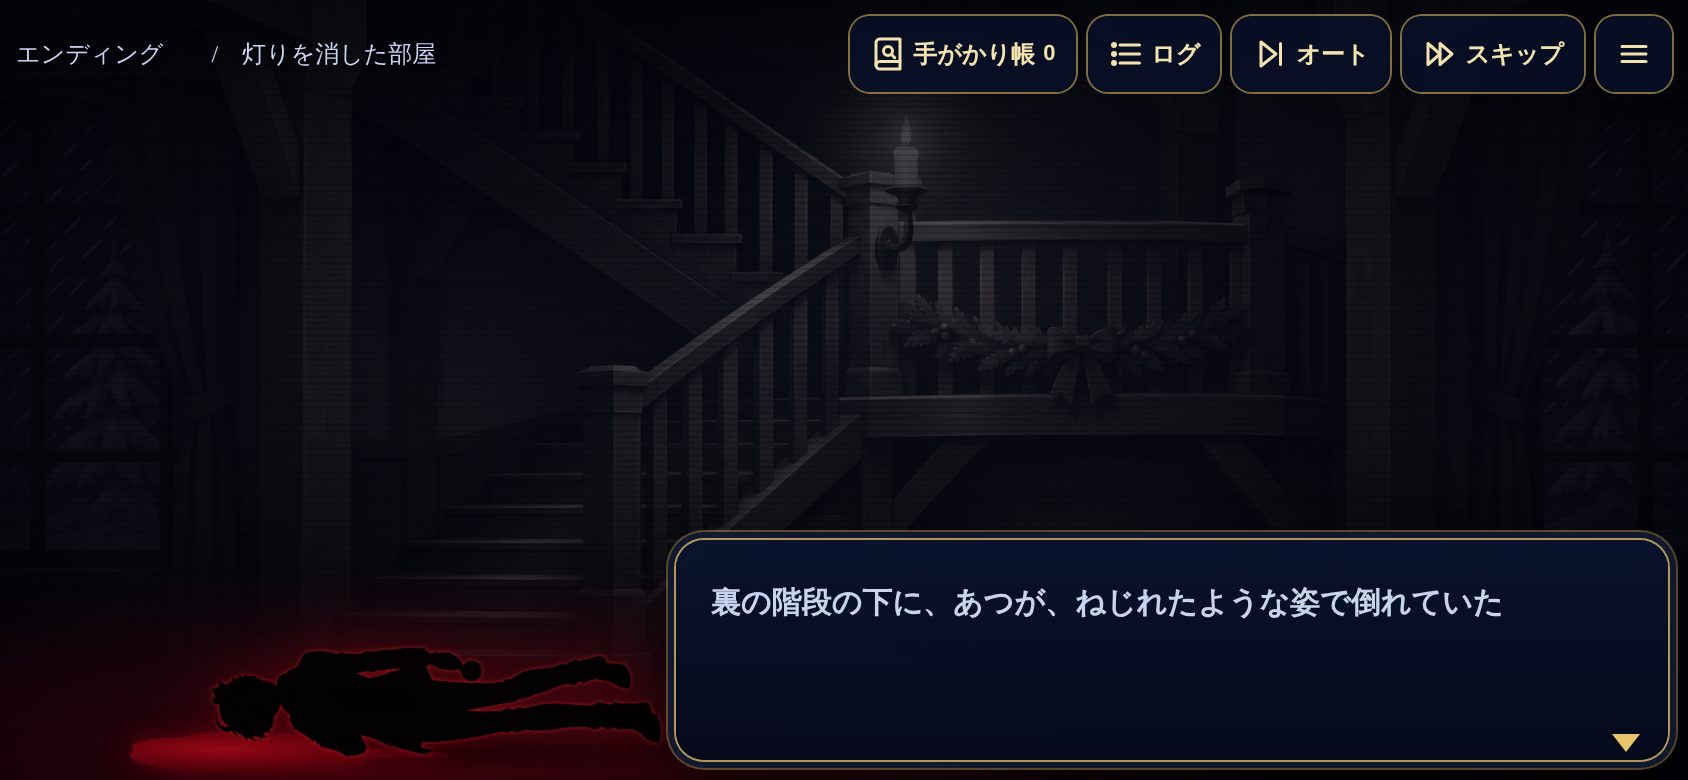 エンディング / 灯りを消した部屋
手がかり帳 0
ログ
オート
スキップ
裏の階段の下に、あつが、ねじれたような姿で倒れていた